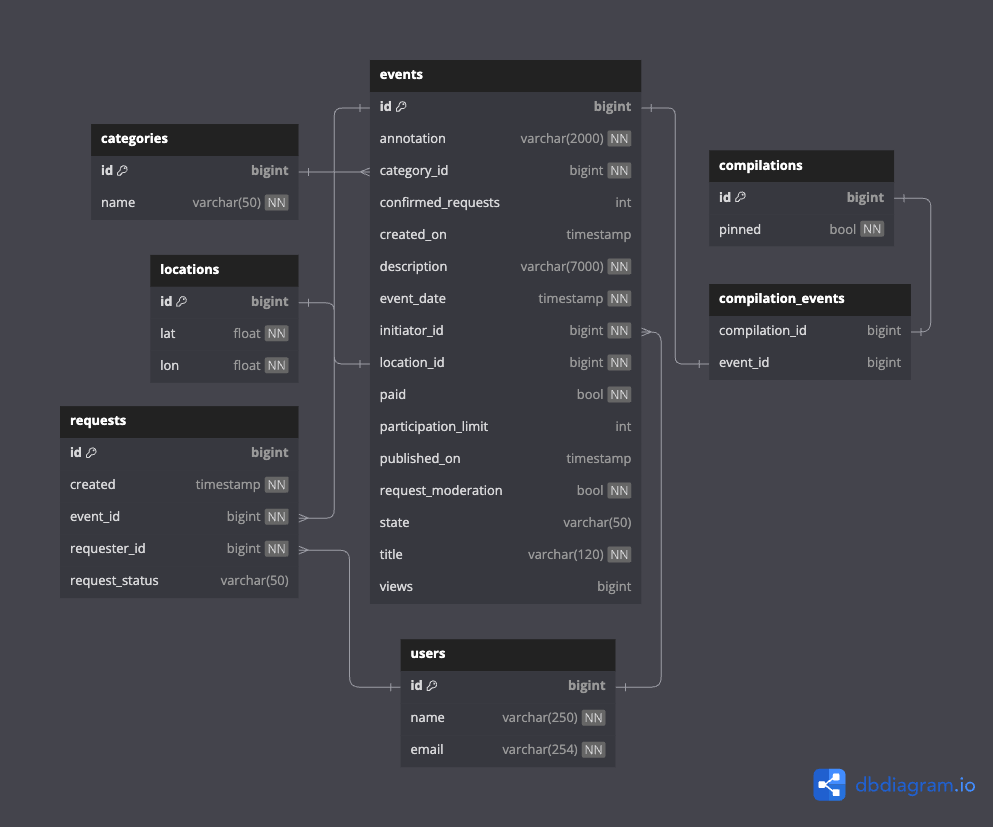 events
id bigint
annotation varchar(2000) NN
category_id bigint NN
confirmed_requests int
created_on timestamp
description varchar(7000) NN
event_date timestamp NN
initiator_id bigint NN
location_id bigint NN
paid bool NN
participation_limit int
published_on timestamp
request_moderation bool NN
state varchar(50)
title varchar(120) NN
views bigint
categories
id bigint
name varchar(50) NN
locations
id bigint
lat float NN
lon float NN
requests
id bigint
created timestamp NN
event_id bigint NN
requester_id bigint NN
request_status varchar(50)
compilations
id bigint
pinned bool NN
compilation_events
compilation_id bigint
event_id bigint
users
id bigint
name varchar(250) NN
email varchar(254) NN
dbdiagram.io